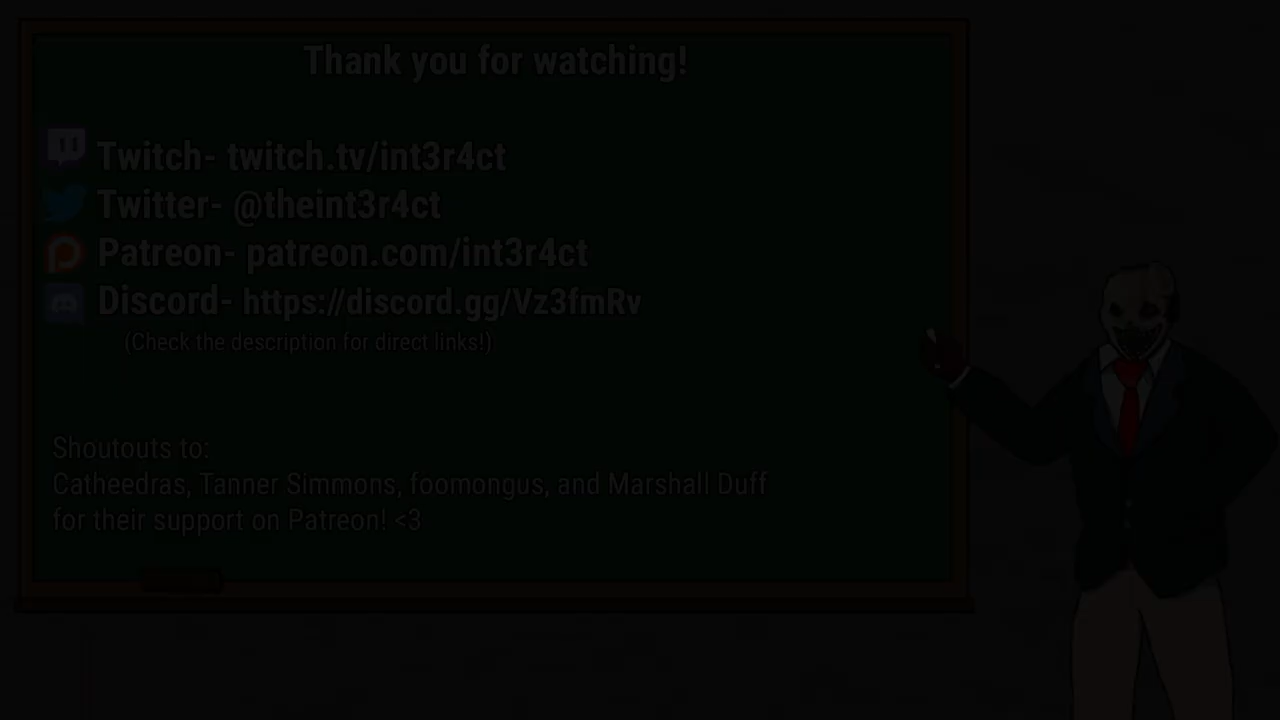 Thank you for watching!
Twitch- twitch.tv/int3r4ct
Twitter- @theint3r4ct
Patreon- patreon.com/int3r4ct
Discord- https://discord.gg/Vz3fmRv
(Check the description for direct links!)
Shoutouts to:
Catheedras, Tanner Simmons, foomongus, and Marshall Duff
for their support on Patreon! <3